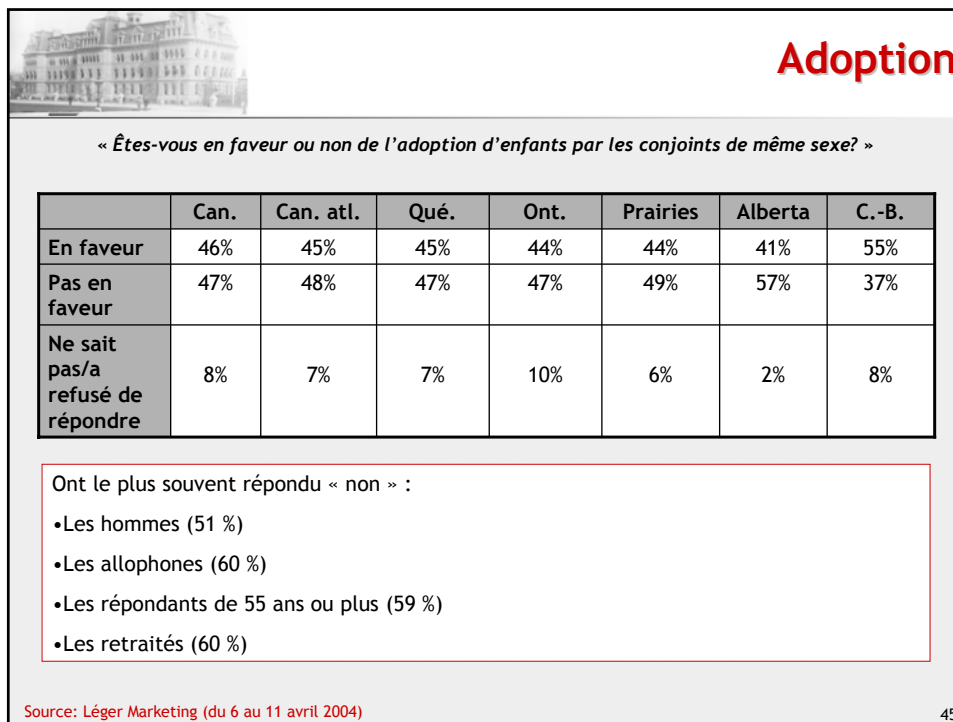 Adoption
« Êtes-vous en faveur ou non de l’adoption d’enfants par les conjoints de même sexe? »
Can. Can. atl. Qué. Ont. Prairies Alberta C.-B.
En faveur 46% 45% 45% 44% 44% 41% 55%
Pas en faveur 47% 48% 47% 47% 49% 57% 37%
Ne sait pas/a refusé de répondre 8% 7% 7% 10% 6% 2% 8%
Ont le plus souvent répondu « non » :
•Les hommes (51 %)
•Les allophones (60 %)
•Les répondants de 55 ans ou plus (59 %)
•Les retraités (60 %)
Source: Léger Marketing (du 6 au 11 avril 2004)
45